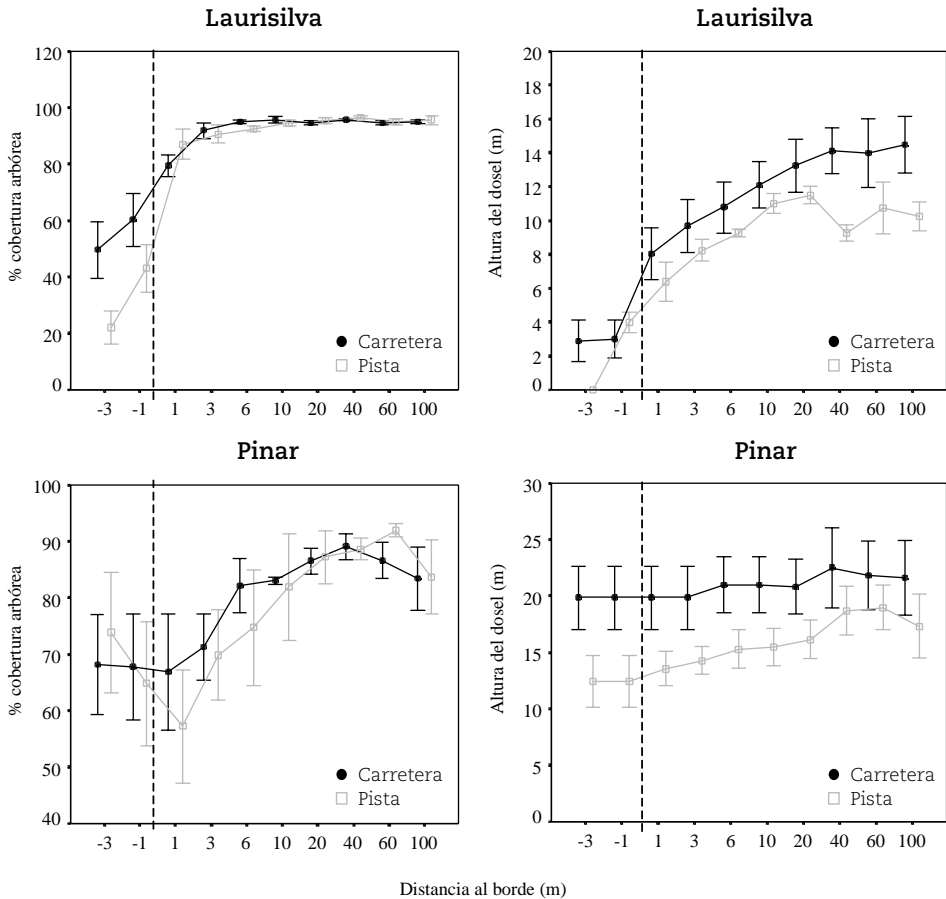 Laurisilva
% cobertura arbórea
120
100
80
60
40
20
0
-3 -1 1 3 6 10 20 40 60 100
Carretera
Pista
Laurisilva
Altura del dosel (m)
20
18
16
14
12
10
8
6
4
2
0
-3 -1 1 3 6 10 20 40 60 100
Carretera
Pista
Pinar
% cobertura arbórea
100
90
80
70
60
80
40
-3 -1 1 3 6 10 20 40 60 100
Carretera
Pista
Pinar
Altura del dosel (m)
30
25
20
15
10
5
0
-3 -1 1 3 6 10 20 40 60 100
Carretera
Pista
Distancia al borde (m)